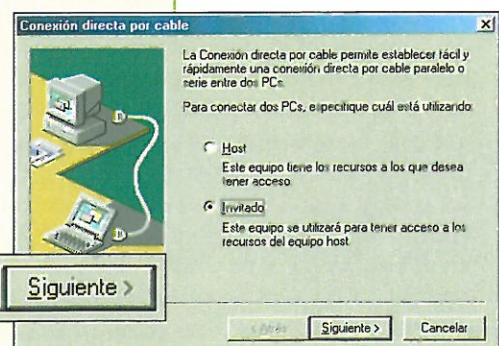 Conexión directa por cable
La Conexión directa por cable permite establecer fácil y
rápidamente una conexión directa por cable paralelo o
serie entre dos PCs.
Para conectar dos PCs, especifique cuál está utilizando:
Host
Este equipo tiene los recursos a los que desea
tener acceso.
Invitado
Este equipo se utilizará para tener acceso a los
recursos del equipo host.
Siguiente >
< Atrás
Siguiente >
Cancelar